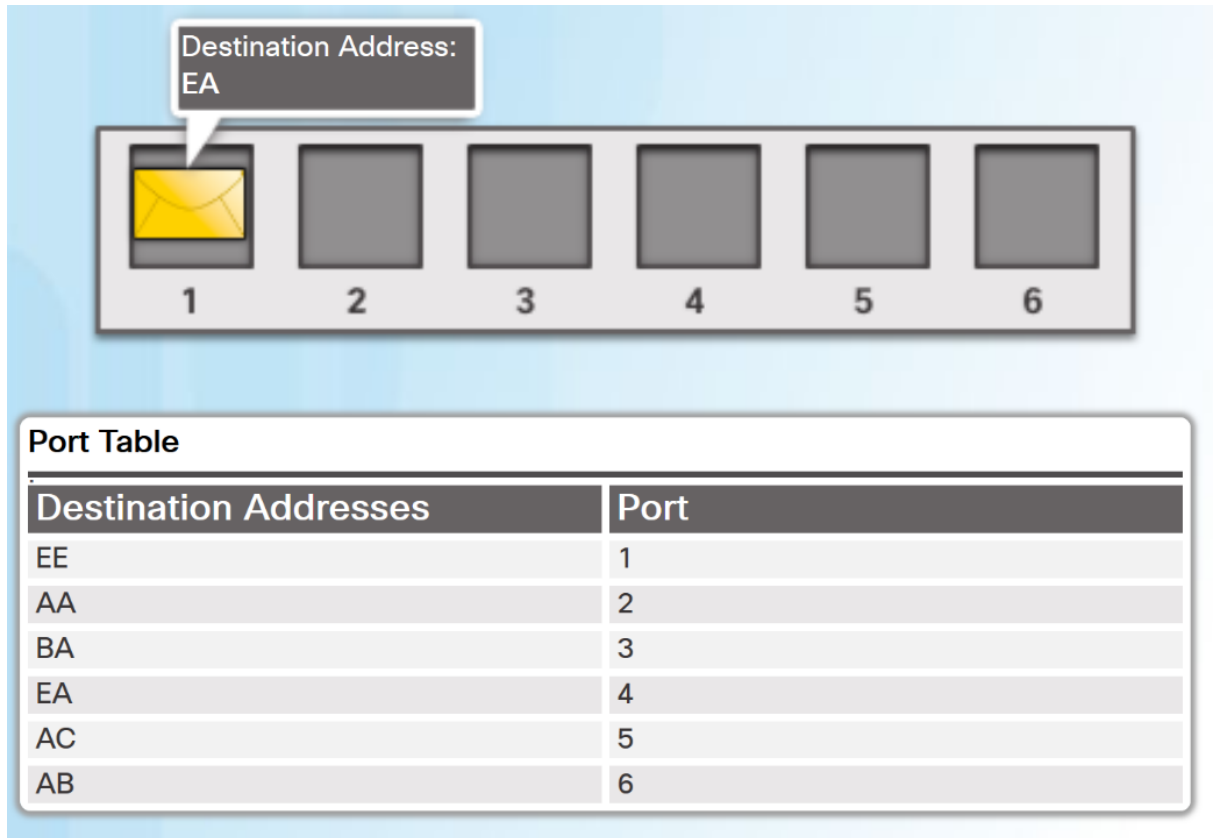 Destination Address:
EA
1 2 3 4 5 6
Port Table
Destination Addresses Port
EE 1
AA 2
BA 3
EA 4
AC 5
AB 6